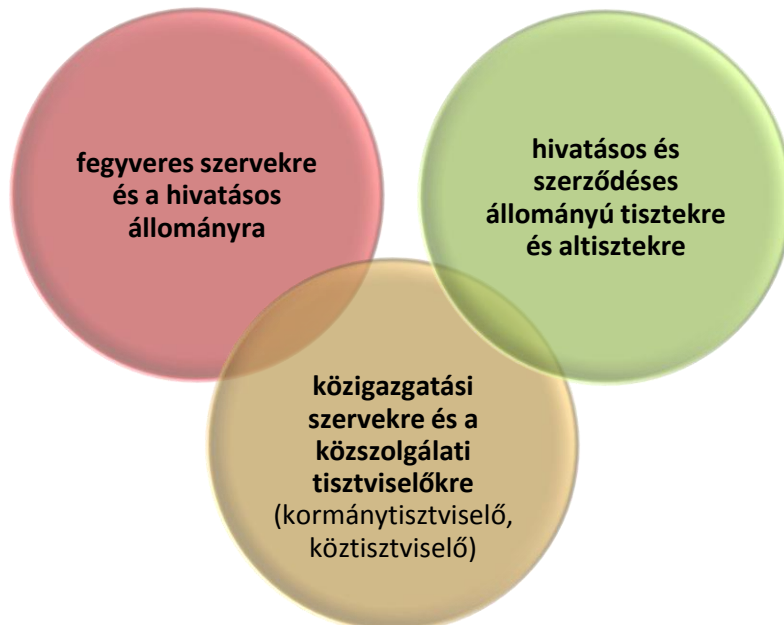 fegyveres szervekre
és a hivatásos
állományra
hivatásos és
szerződéses
állományú tisztekre
és altisztekre
közigazgatási
szervekre és a
közszolgálati
tisztviselőkre
(kormánytisztviselő,
köztisztviselő)